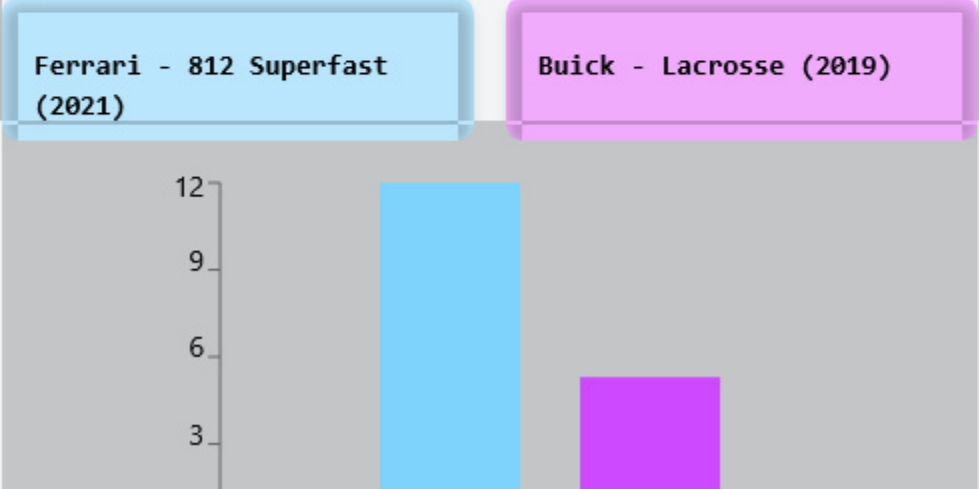 Ferrari - 812 Superfast
(2021)
Buick - Lacrosse (2019)
12
9
6
3